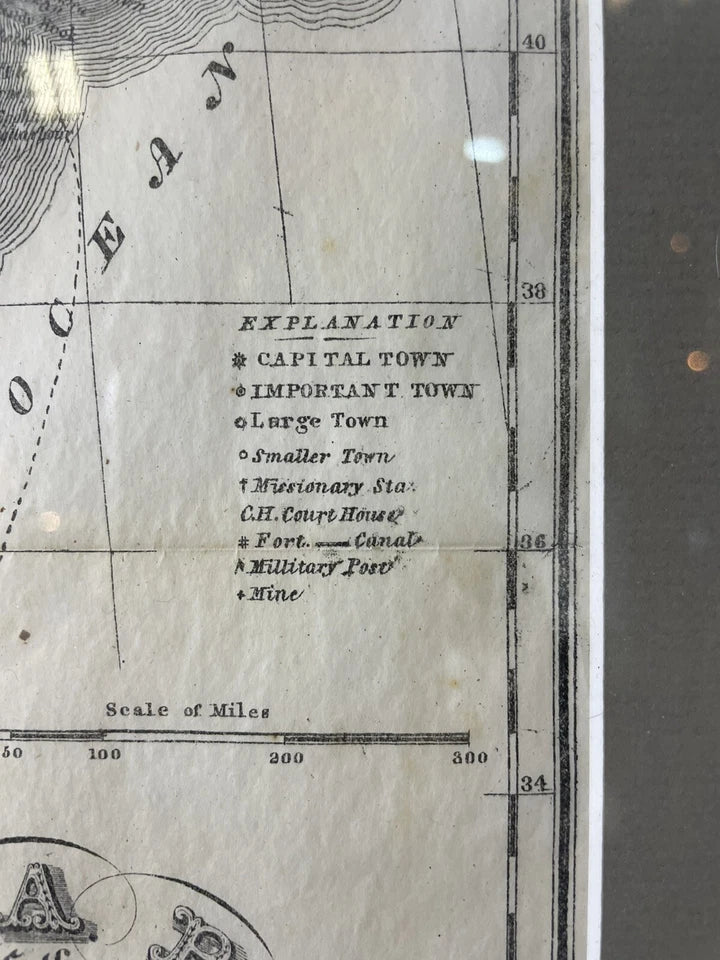 40
OCEAN
38
EXPLANATION
CAPITAL TOWN
IMPORTANT TOWN
Large Town
Smaller Town
Missionary Sta.
C.H. Court House
Fort. Canal
36
Millitary Post
Mine
Scale of Miles
50 100 200 300
34
A